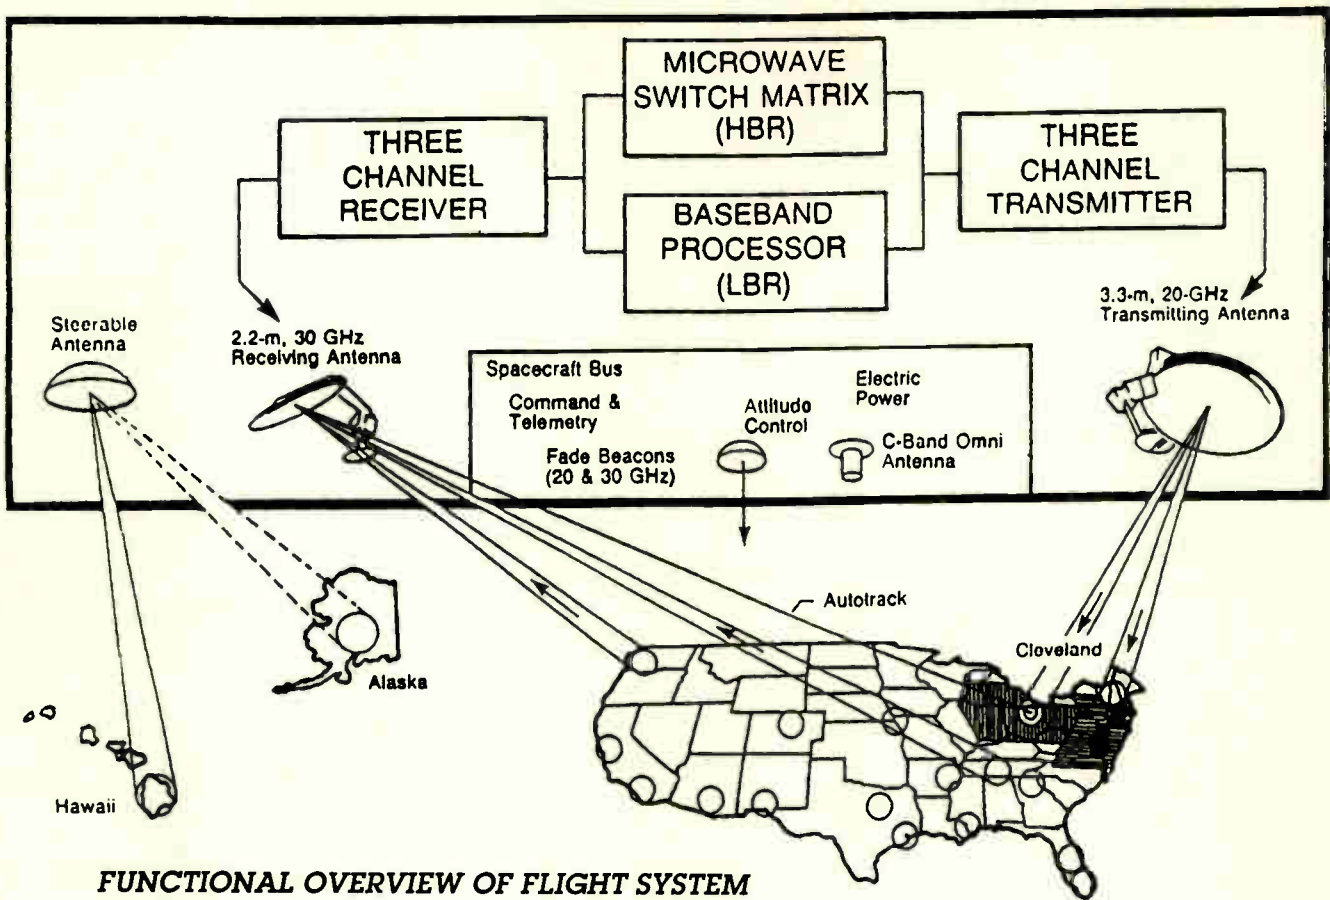 MICROWAVE
SWITCH MATRIX
(HBR)
THREE
CHANNEL
RECEIVER
THREE
CHANNEL
TRANSMITTER
BASEBAND
PROCESSOR
(LBR)
Steerable
Antenna
2.2-m, 30 GHz
Receiving Antenna
3.3-m, 20-GHz
Transmitting Antenna
Spacecraft Bus
Command &
Telemetry
Fade Beacons
(20 & 30 GHz)
Attitude
Control
Electric
Power
C-Band Omni
Antenna
Autotrack
Cleveland
Alaska
Hawaii
FUNCTIONAL OVERVIEW OF FLIGHT SYSTEM